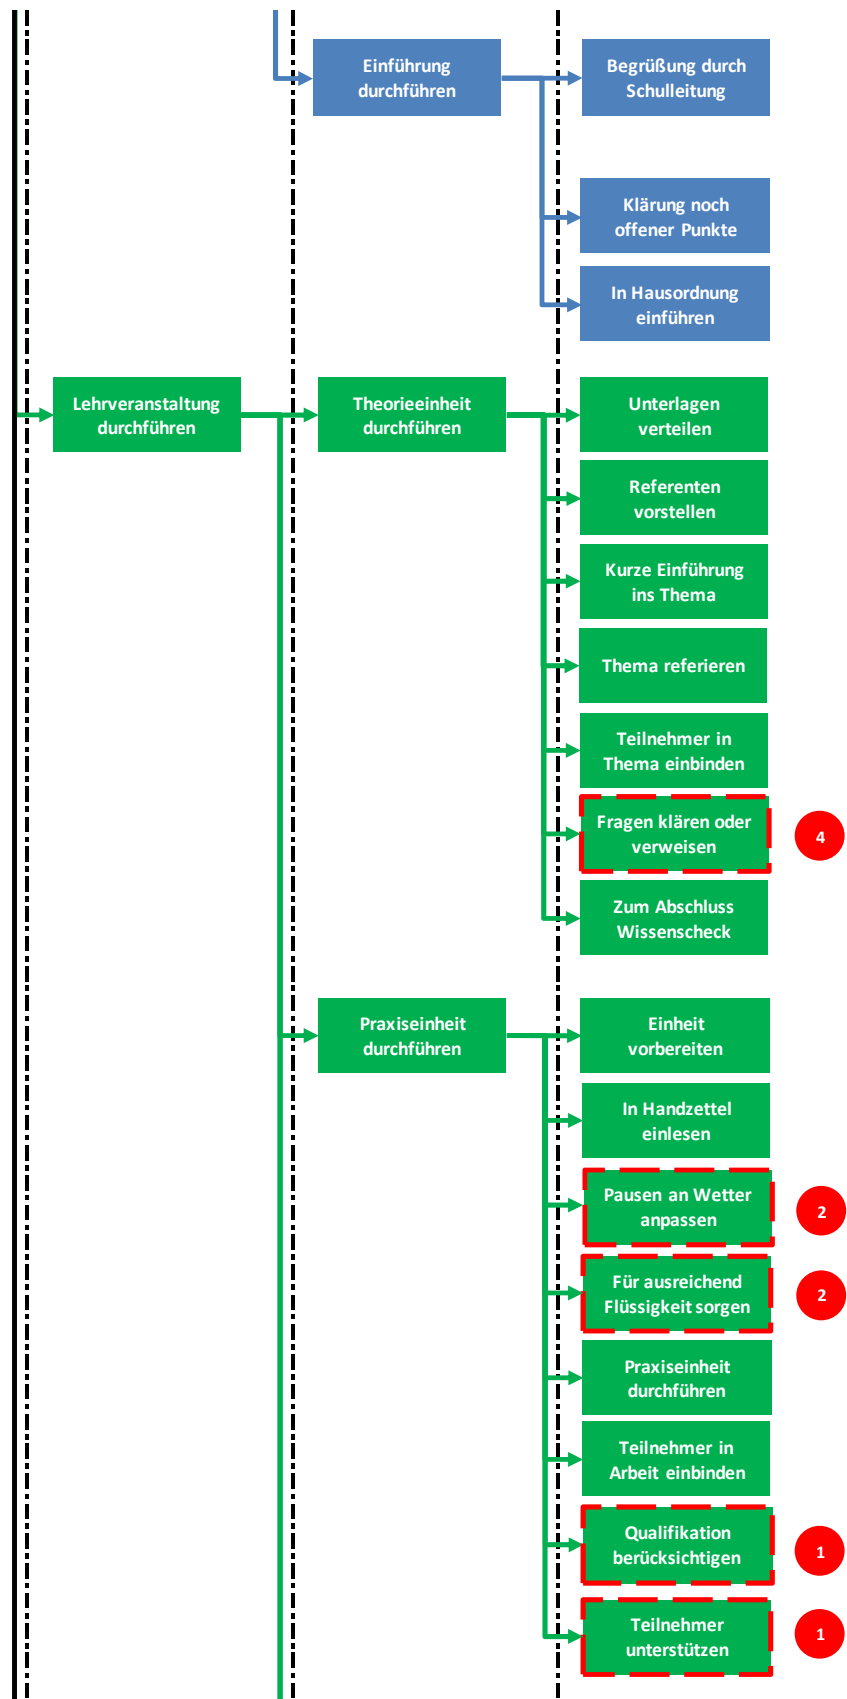 Einführung
durchführen
Begrüßung durch
Schulleitung
Klärung noch
offener Punkte
In Hausordnung
einführen
Lehrveranstaltung
durchführen
Theorieeinheit
durchführen
Unterlagen
verteilen
Referenten
vorstellen
Kurze Einführung
ins Thema
Thema referieren
Teilnehmer in
Thema einbinden
Fragen klären oder
verweisen
4
Zum Abschluss
Wissenscheck
Praxiseinheit
durchführen
Einheit
vorbereiten
In Handzettel
einlesen
Pausen an Wetter
anpassen
2
Für ausreichend
Flüssigkeit sorgen
2
Praxiseinheit
durchführen
Teilnehmer in
Arbeit einbinden
Qualifikation
berücksichtigen
1
Teilnehmer
unterstützen
1